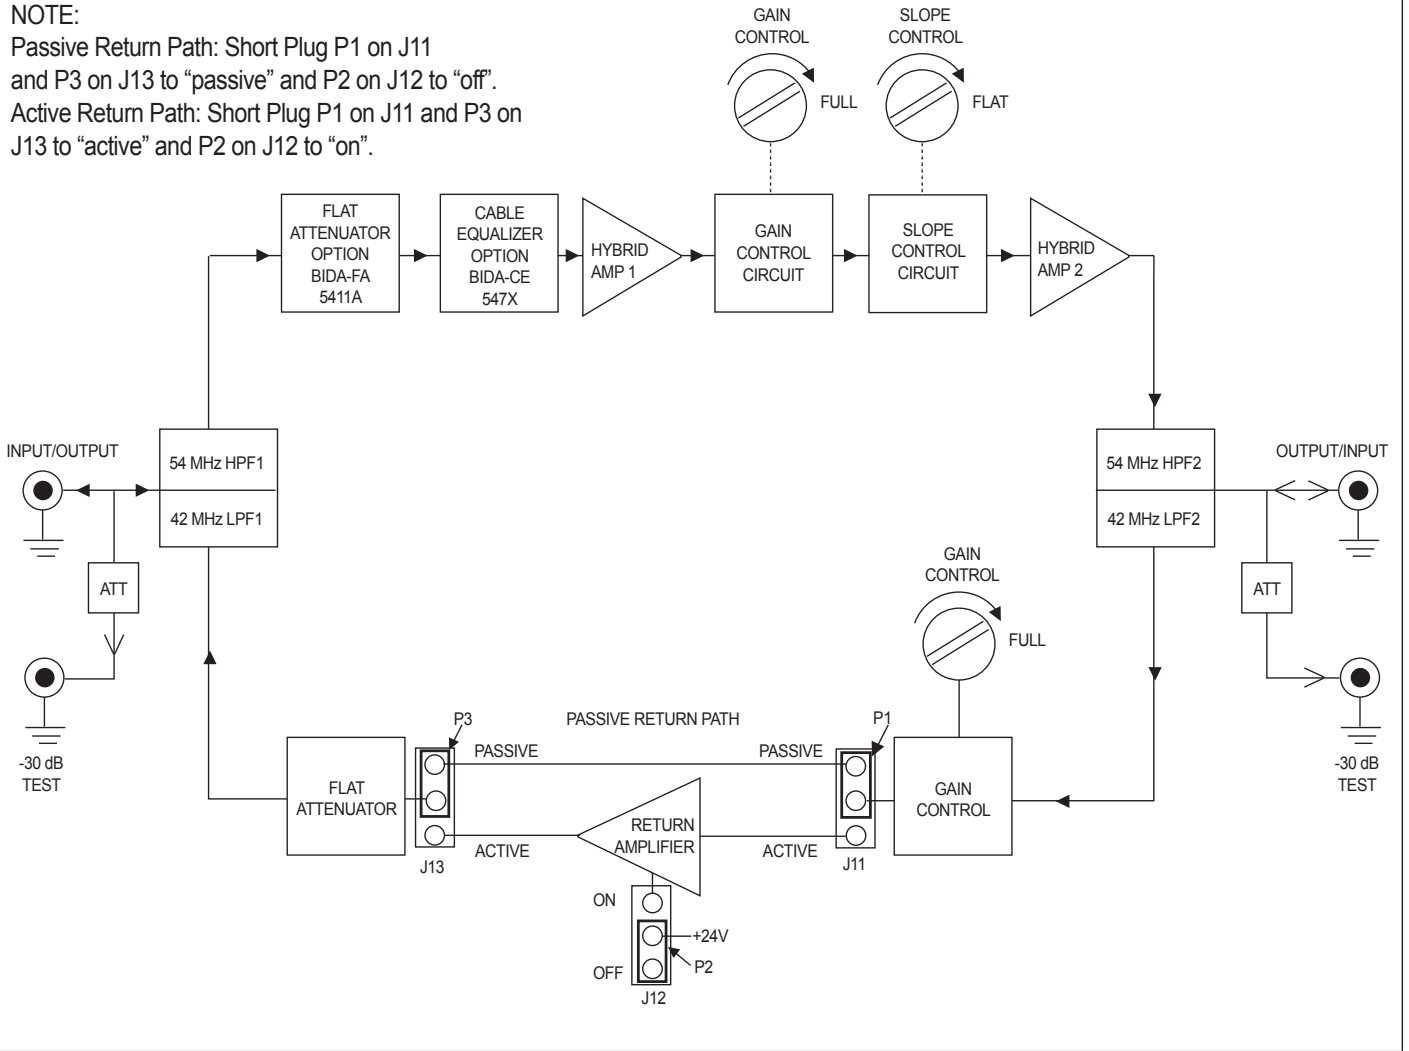 NOTE:
Passive Return Path: Short Plug P1 on J11
and P3 on J13 to “passive” and P2 on J12 to “off”.
Active Return Path: Short Plug P1 on J11 and P3 on
J13 to “active” and P2 on J12 to “on”.
GAIN
CONTROL
FULL
SLOPE
CONTROL
FLAT
FLAT
ATTENUATOR
OPTION
BIDA-FA
5411A
CABLE
EQUALIZER
OPTION
BIDA-CE
547X
HYBRID
AMP 1
GAIN
CONTROL
CIRCUIT
SLOPE
CONTROL
CIRCUIT
HYBRID
AMP 2
INPUT/OUTPUT
54 MHz HPF1
42 MHz LPF1
ATT
-30 dB
TEST
54 MHz HPF2
42 MHz LPF2
OUTPUT/INPUT
ATT
-30 dB
TEST
GAIN
CONTROL
FULL
P3
PASSIVE RETURN PATH
P1
PASSIVE
PASSIVE
FLAT
ATTENUATOR
GAIN
CONTROL
RETURN
AMPLIFIER
ACTIVE
ACTIVE
J13
J11
ON
+24V
P2
OFF
J12